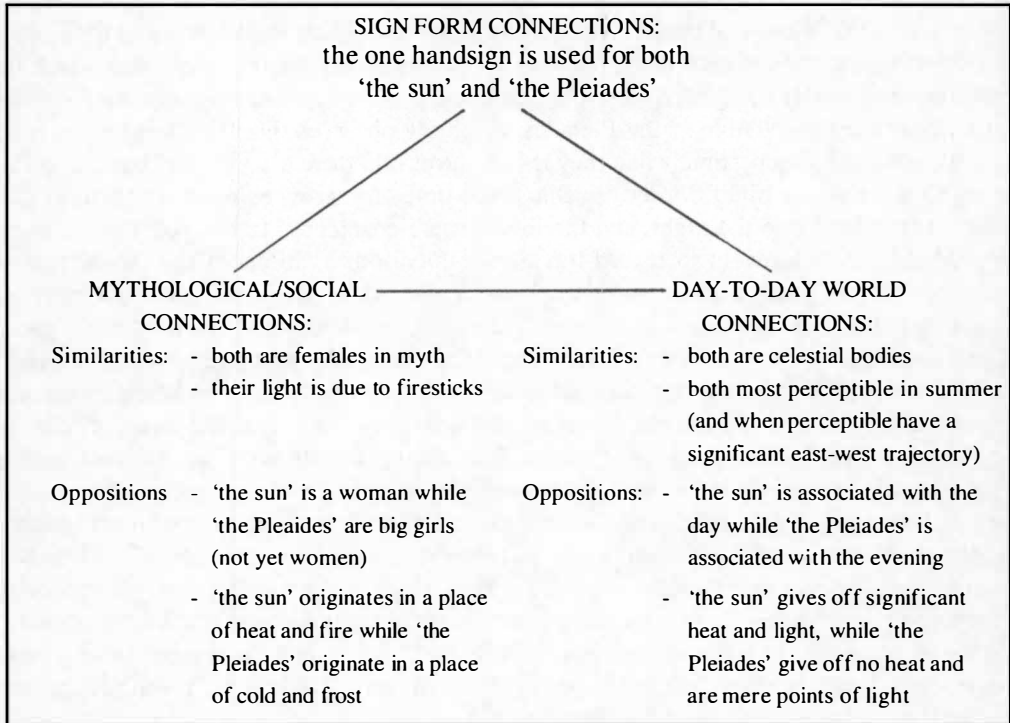 SIGN FORM CONNECTIONS:
the one handsign is used for both
'the sun' and 'the Pleiades'
MYTHOLOGICAL/SOCIAL
CONNECTIONS:
Similarities: - both are females in myth
- their light is due to firesticks
Oppositions - 'the sun' is a woman while
'the Pleaides' are big girls
(not yet women)
- 'the sun' originates in a place
of heat and fire while 'the
Pleiades' originate in a place
of cold and frost
DAY-TO-DAY WORLD
CONNECTIONS:
Similarities: - both are celestial bodies
- both most perceptible in summer
(and when perceptible have a
significant east-west trajectory)
Oppositions: - 'the sun' is associated with the
day while 'the Pleiades' is
associated with the evening
- 'the sun' gives off significant
heat and light, while 'the
Pleiades' give off no heat and
are mere points of light